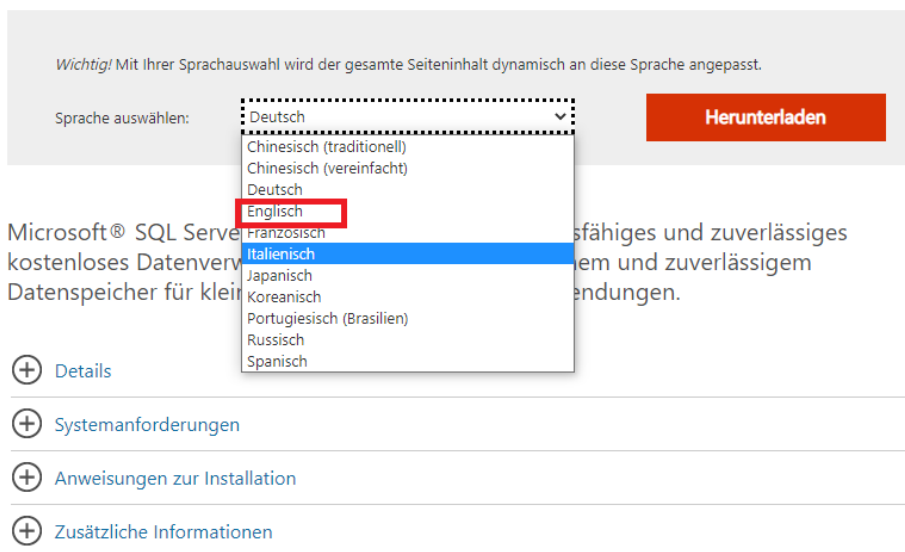 Wichtig! Mit Ihrer Sprachauswahl wird der gesamte Seiteninhalt dynamisch an diese Sprache angepasst.
Sprache auswählen: Deutsch Herunterladen
Chinesisch (traditionell)
Chinesisch (vereinfacht)
Deutsch
Englisch
Französisch
Italienisch
Japanisch
Koreanisch
Portugiesisch (Brasilien)
Russisch
Spanisch
Microsoft® SQL Serve sfähiges und zuverlässiges
kostenloses Datenverw em und zuverlässigem
Datenspeicher für klei endungen.
Details
Systemanforderungen
Anweisungen zur Installation
Zusätzliche Informationen